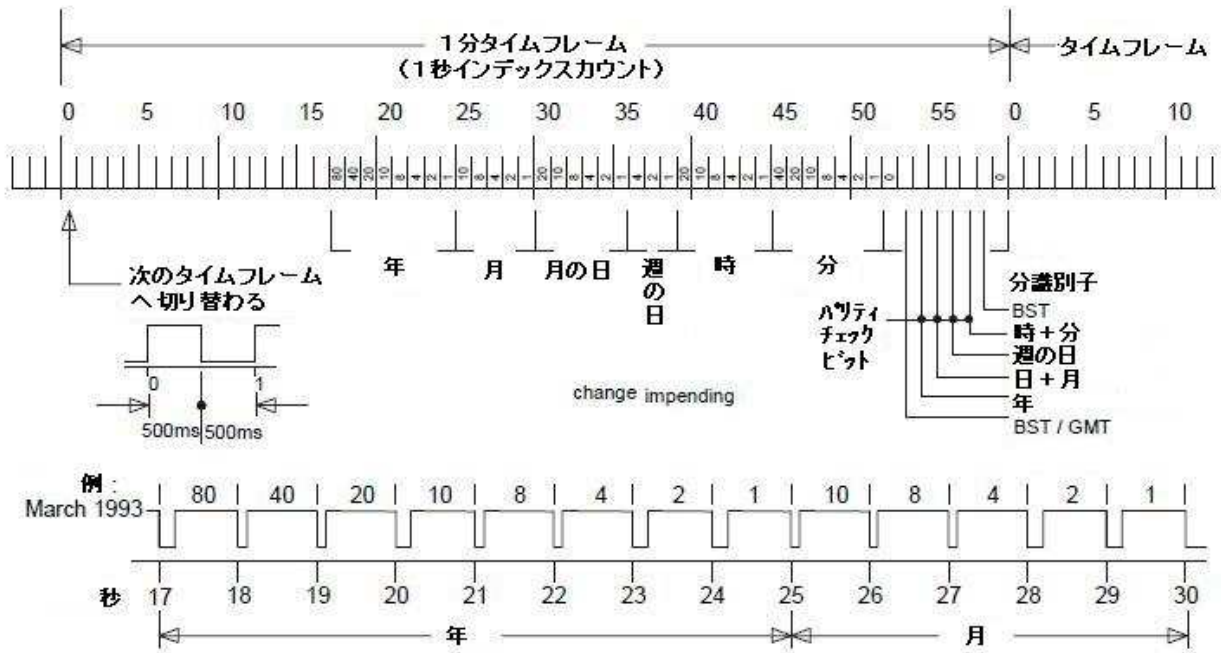 1分タイムフレーム
(1秒インデックスカウント)
タイムフレーム
0 5 10 15 20 25 30 35 40 45 50 55 0 5 10
80 40 20 10 8 4 2 1 10 8 4 2 1 20 10 8 4 2 1 4 2 1 20 10 8 4 2 1 40 20 10 8 4 2 1 0 0
年 月 月の日 週の日 時 分
次のタイムフレーム
へ切り替わる
0 1
500ms 500ms
パリティ
チェック
ビット
change impending
分識別子
BST
時+分
週の日
日+月
年
BST / GMT
例:
March 1993
80 40 20 10 8 4 2 1 10 8 4 2 1
秒 17 18 19 20 21 22 23 24 25 26 27 28 29 30
年 月